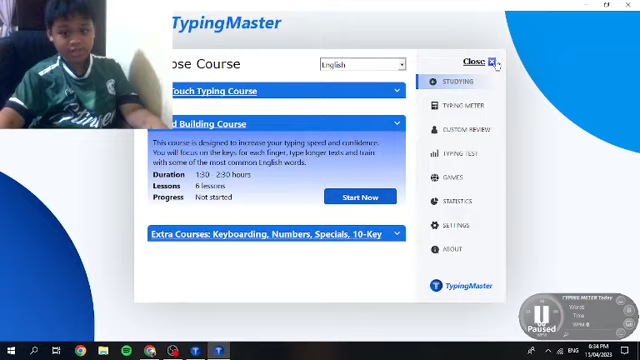 TypingMaster
ose Course
English
Close
Touch Typing Course
STUDYING
TYPING METER
d Building Course
CUSTOM REVIEW
This course is designed to increase your typing speed and confidence.
You will focus on the keys for each finger, type longer texts and train
with some of the most common English words.
TYPING TEST
Duration 1:30 - 2:30 hours
GAMES
Lessons 6 lessons
Progress Not started
Start Now
STATISTICS
SETTINGS
Extra Courses: Keyboarding, Numbers, Specials, 10-Key
ABOUT
TypingMaster
TYPING METER Today
Words
Time
WPM 0
Paused
ENG
6:34 PM
15/04/2023